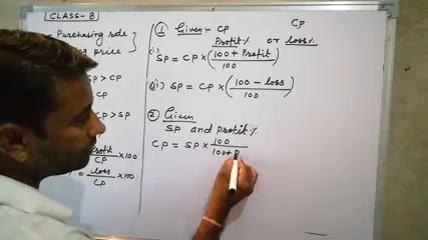 CLASS-8
Purchasing rate
price
CP > CP
CP
CP > SP
Profit/CP × 100
= loss/CP × 100
① Given - CP CP
Profit% or loss%
(i) SP = CP × (100 + Profit / 100)
(ii) SP = CP × (100 - loss / 100)
② Given
SP and Profit%
CP = SP × 100 / 100+P